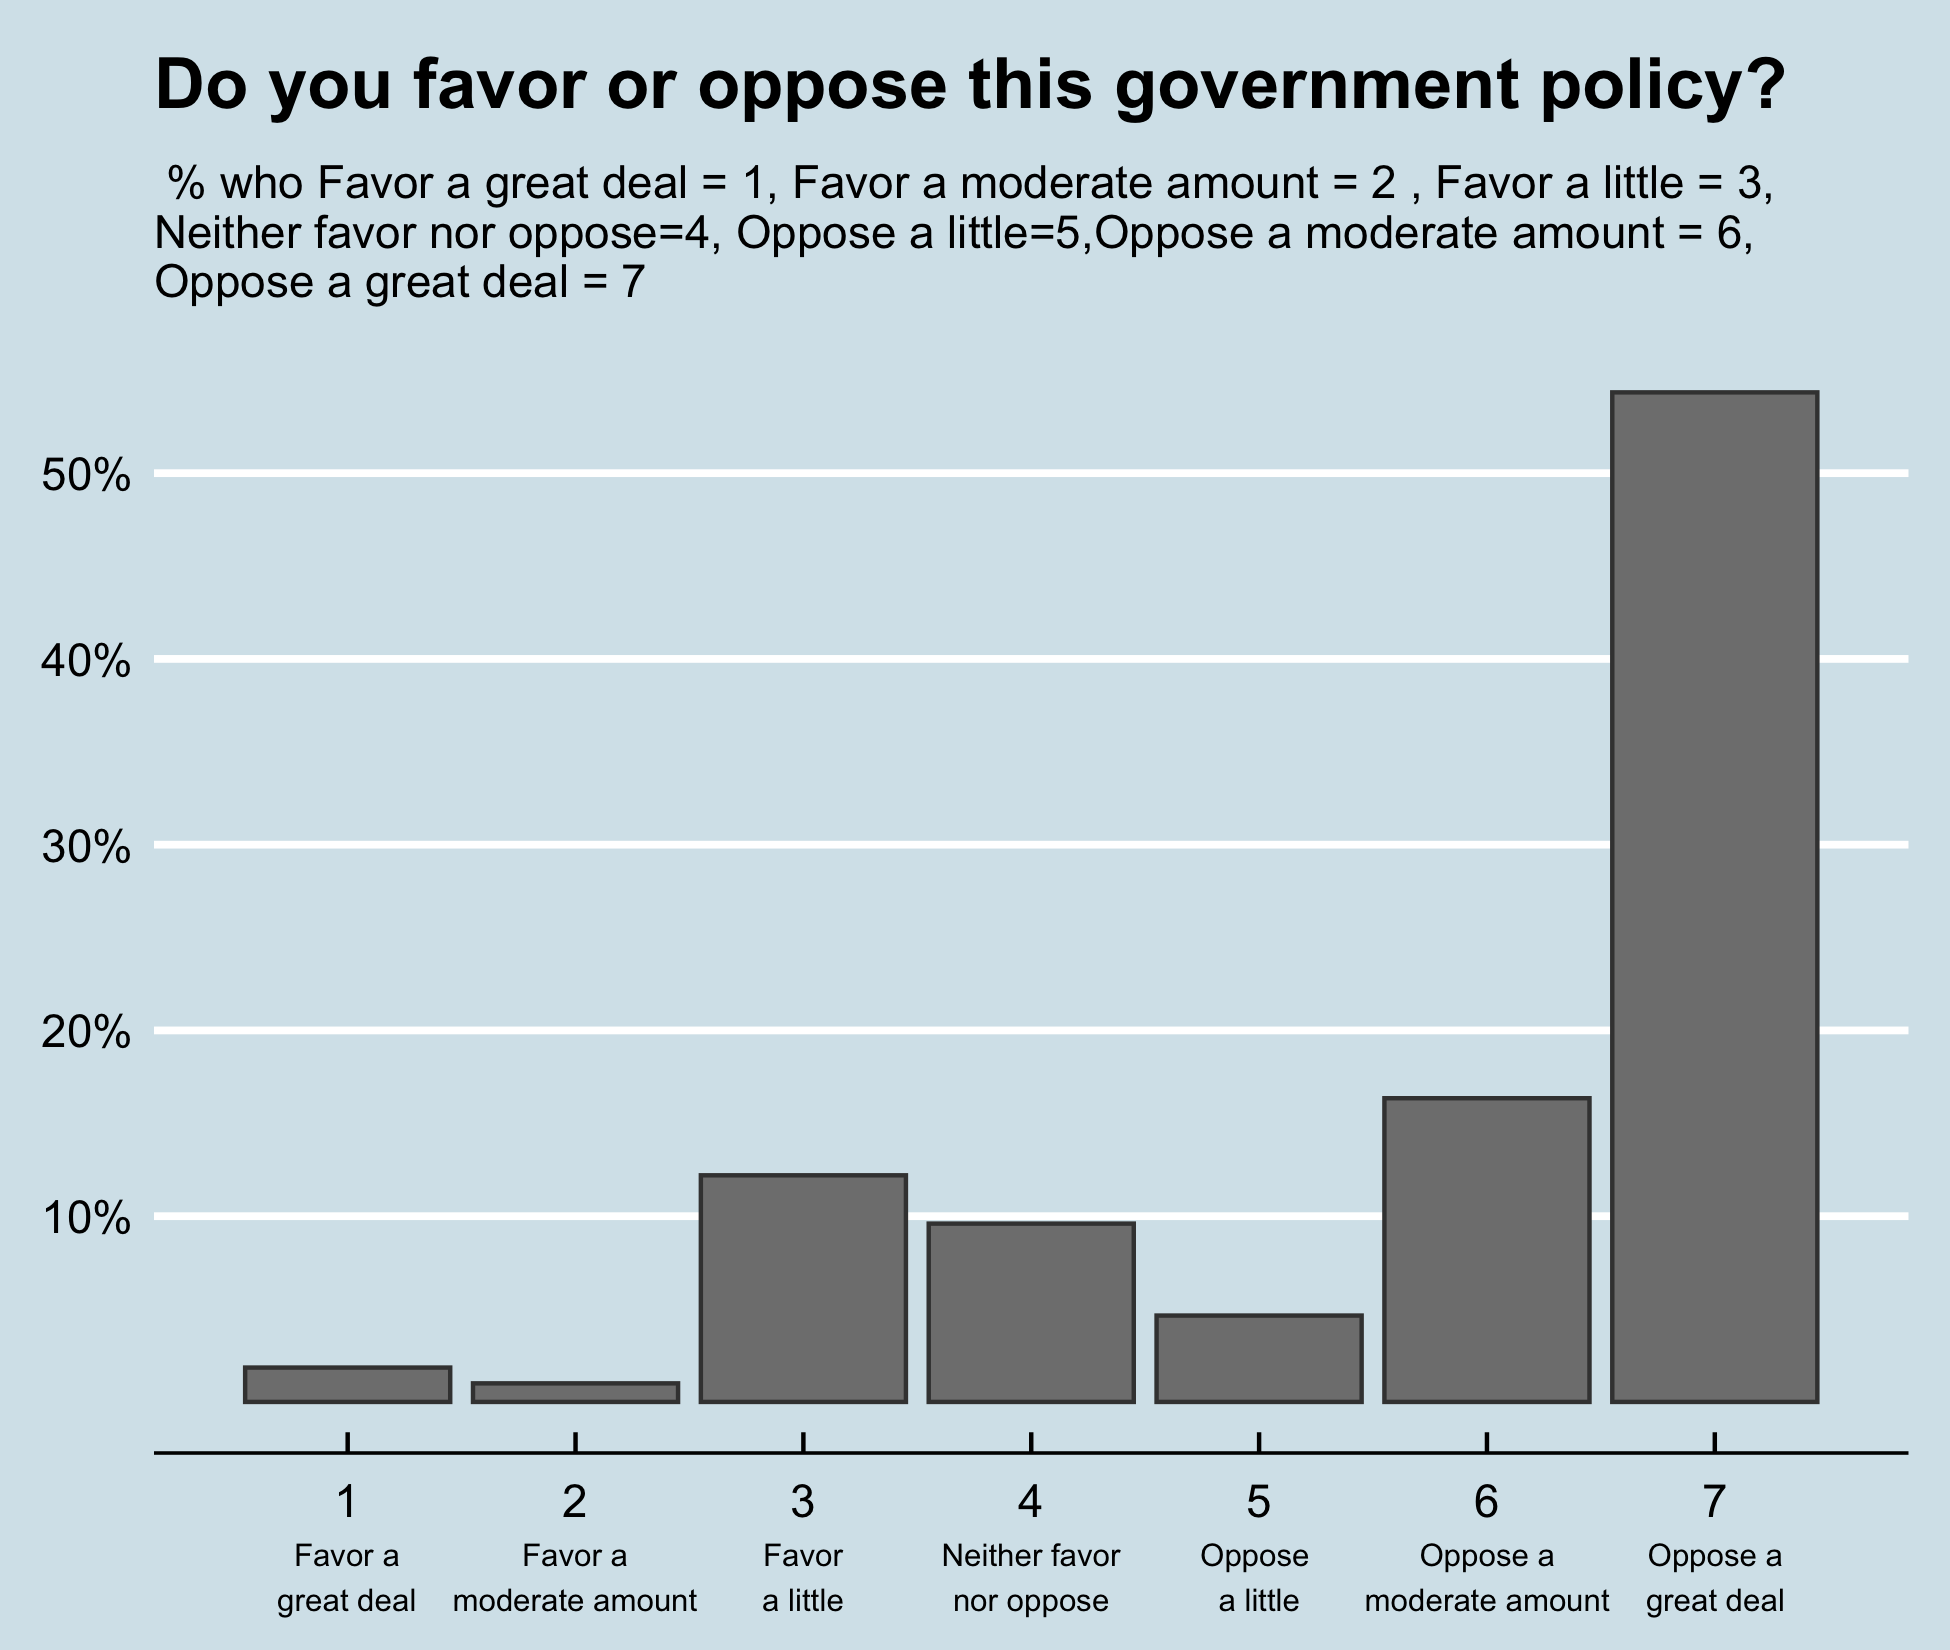 Do you favor or oppose this government policy?
% who Favor a great deal = 1, Favor a moderate amount = 2 , Favor a little = 3,
Neither favor nor oppose=4, Oppose a little=5,Oppose a moderate amount = 6,
Oppose a great deal = 7
50%
40%
30%
20%
10%
1 2 3 4 5 6 7
Favor a Favor a Favor Neither favor Oppose Oppose a Oppose a
great deal moderate amount a little nor oppose a little moderate amount great deal